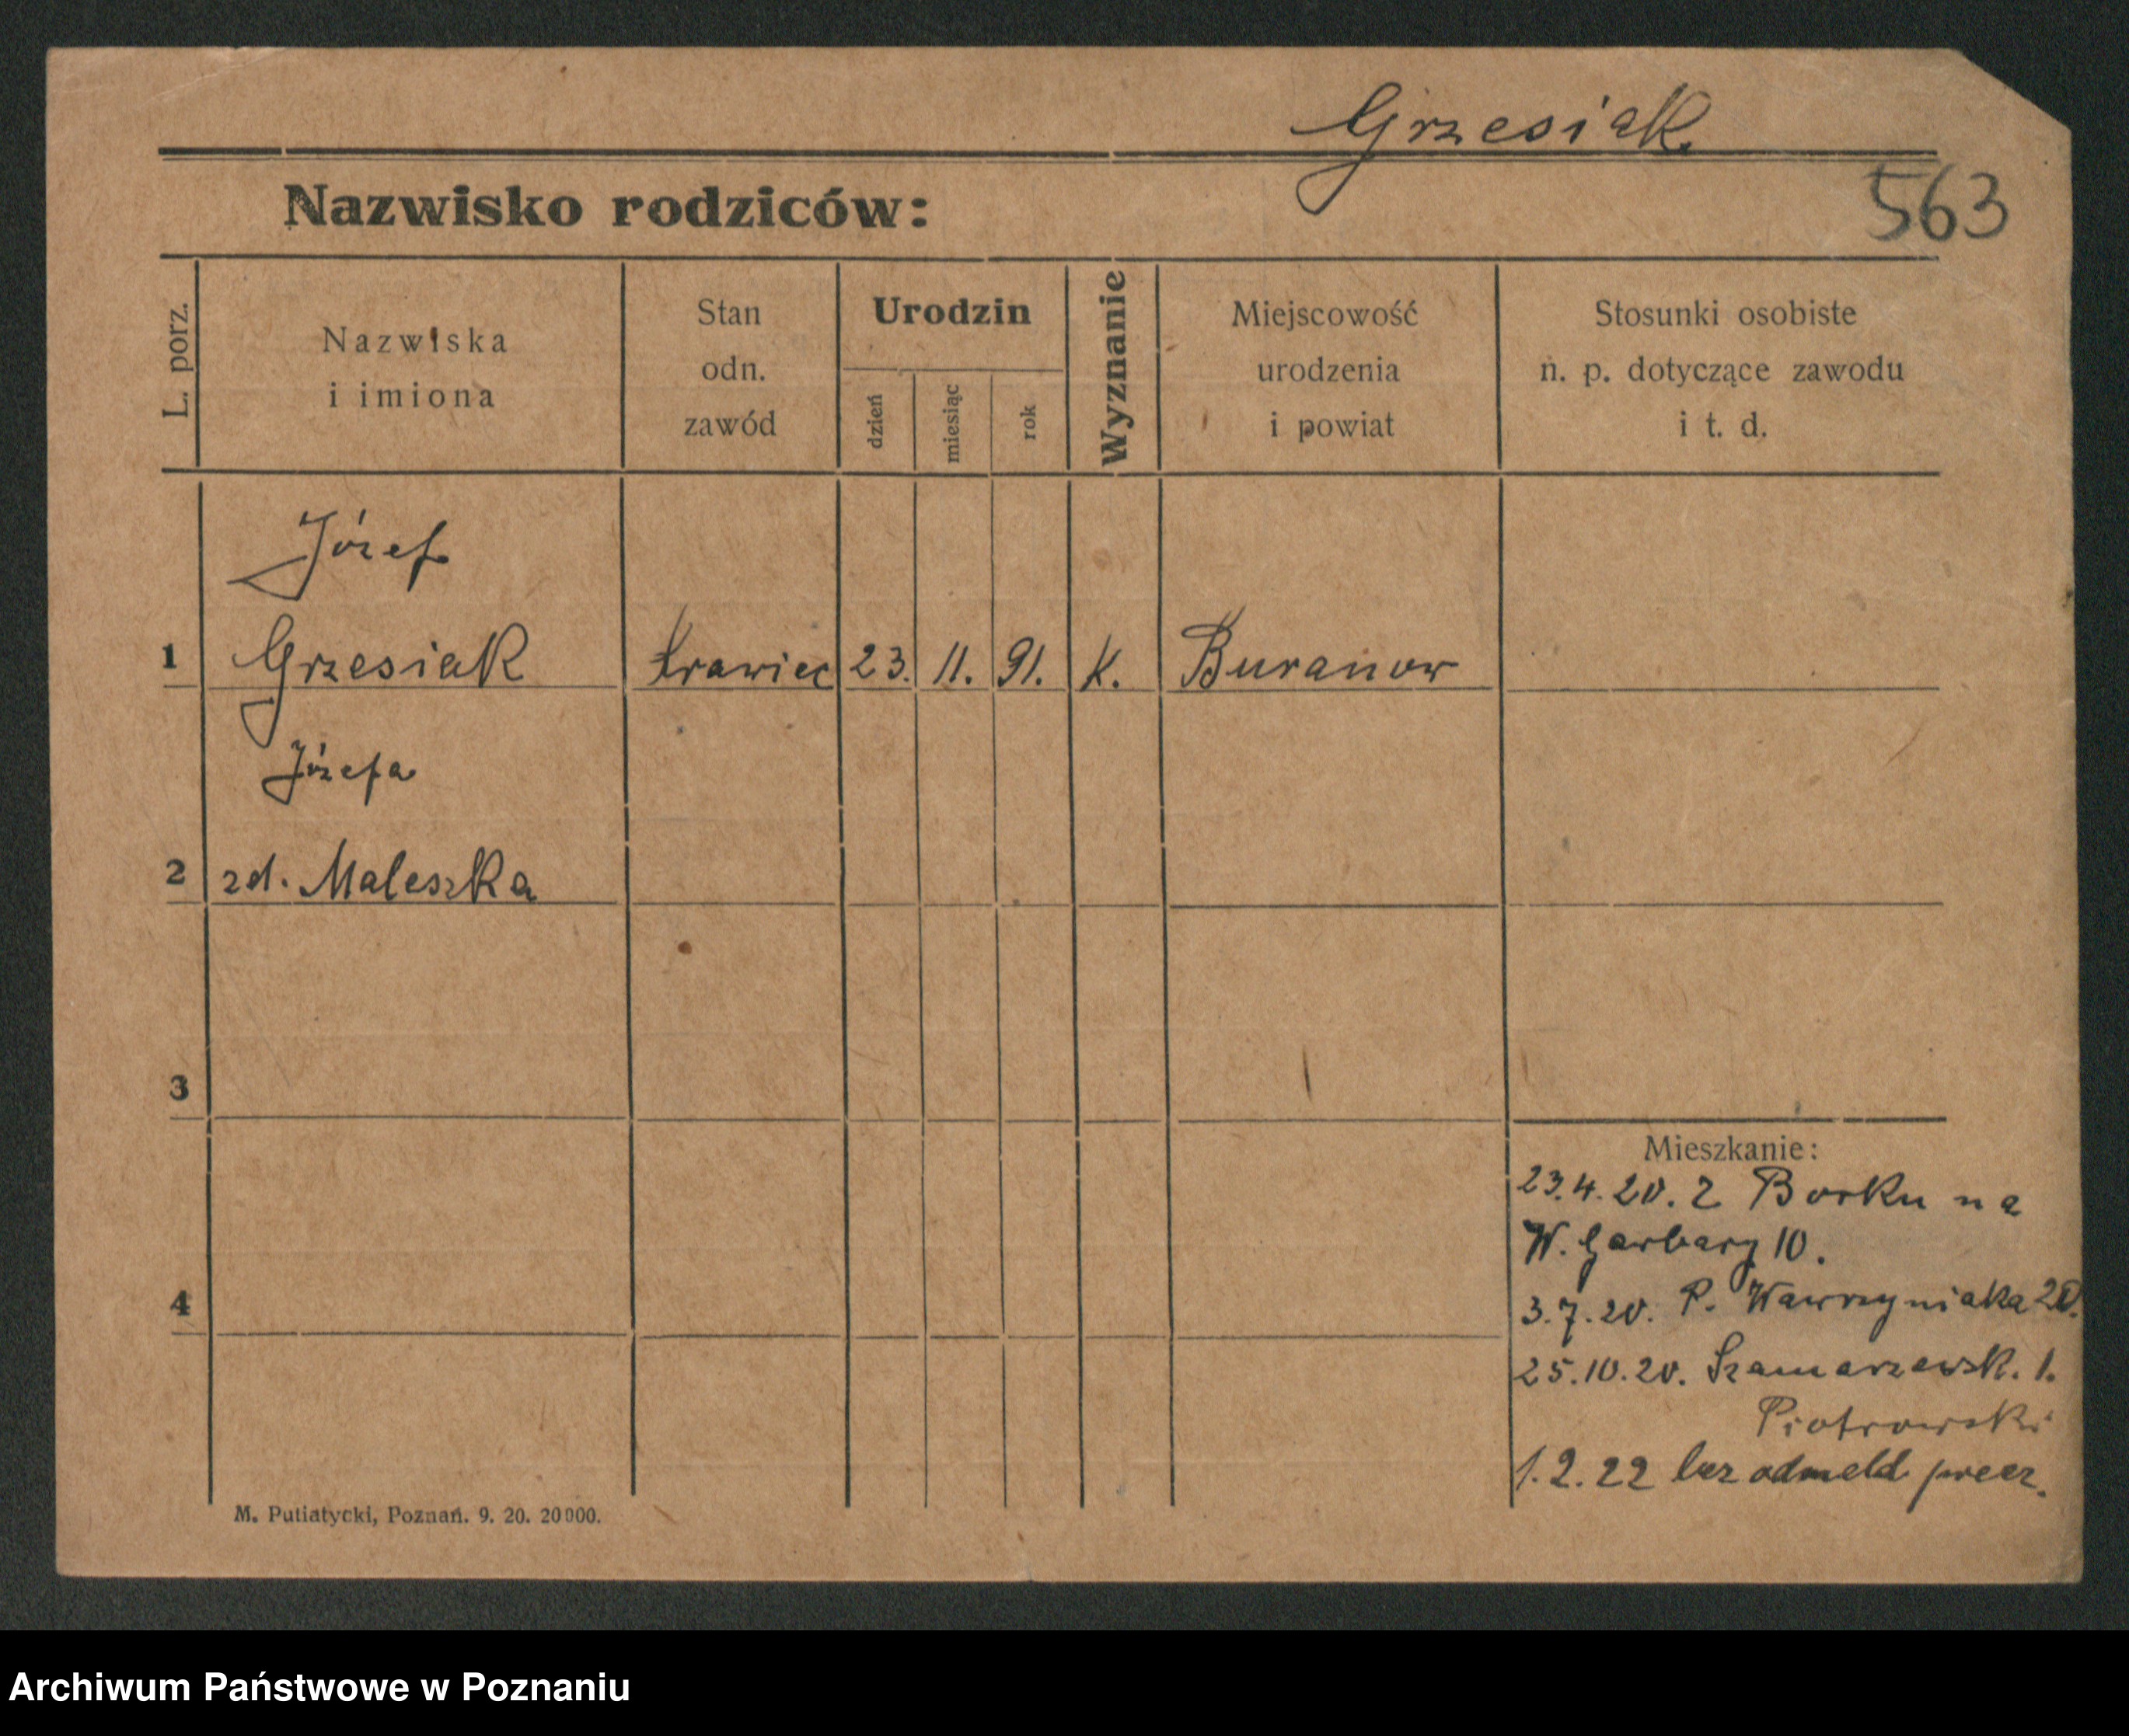 Grzesiak
563
Nazwisko rodziców:
L. porz.
Nazwiska
i imiona
Stan
odn.
zawód
Urodzin
dzień
miesiąc
rok
Wyznanie
Miejscowość
urodzenia
i powiat
Stosunki osobiste
n. p. dotyczące zawodu
i t. d.
Józef
1 Grzesiak krawiec 23. 11. 91. K. Buranow
Józefa
2 zd. Maleszka
3
Mieszkanie:
23.4.20. z Borku na
W. Garbary 10.
4
3.7.20. P. Wawrzyniaka 20.
25.10.20. Szamarzewsk. 1.
Piotrowski
1.2.22 bez odmeld
M. Putiatycki, Poznań. 9. 20. 20000.
Archiwum Państwowe w Poznaniu